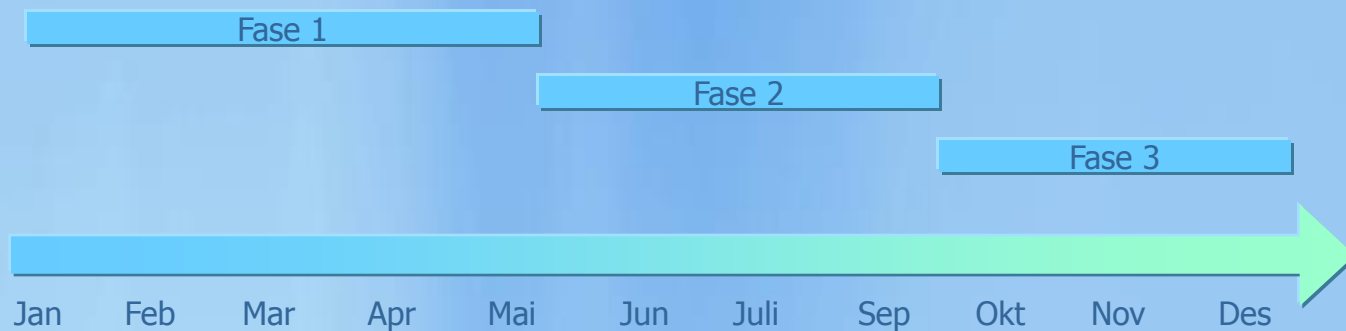 Fase 1
Fase 2
Fase 3
Jan Feb Mar Apr Mai Jun Juli Sep Okt Nov Des